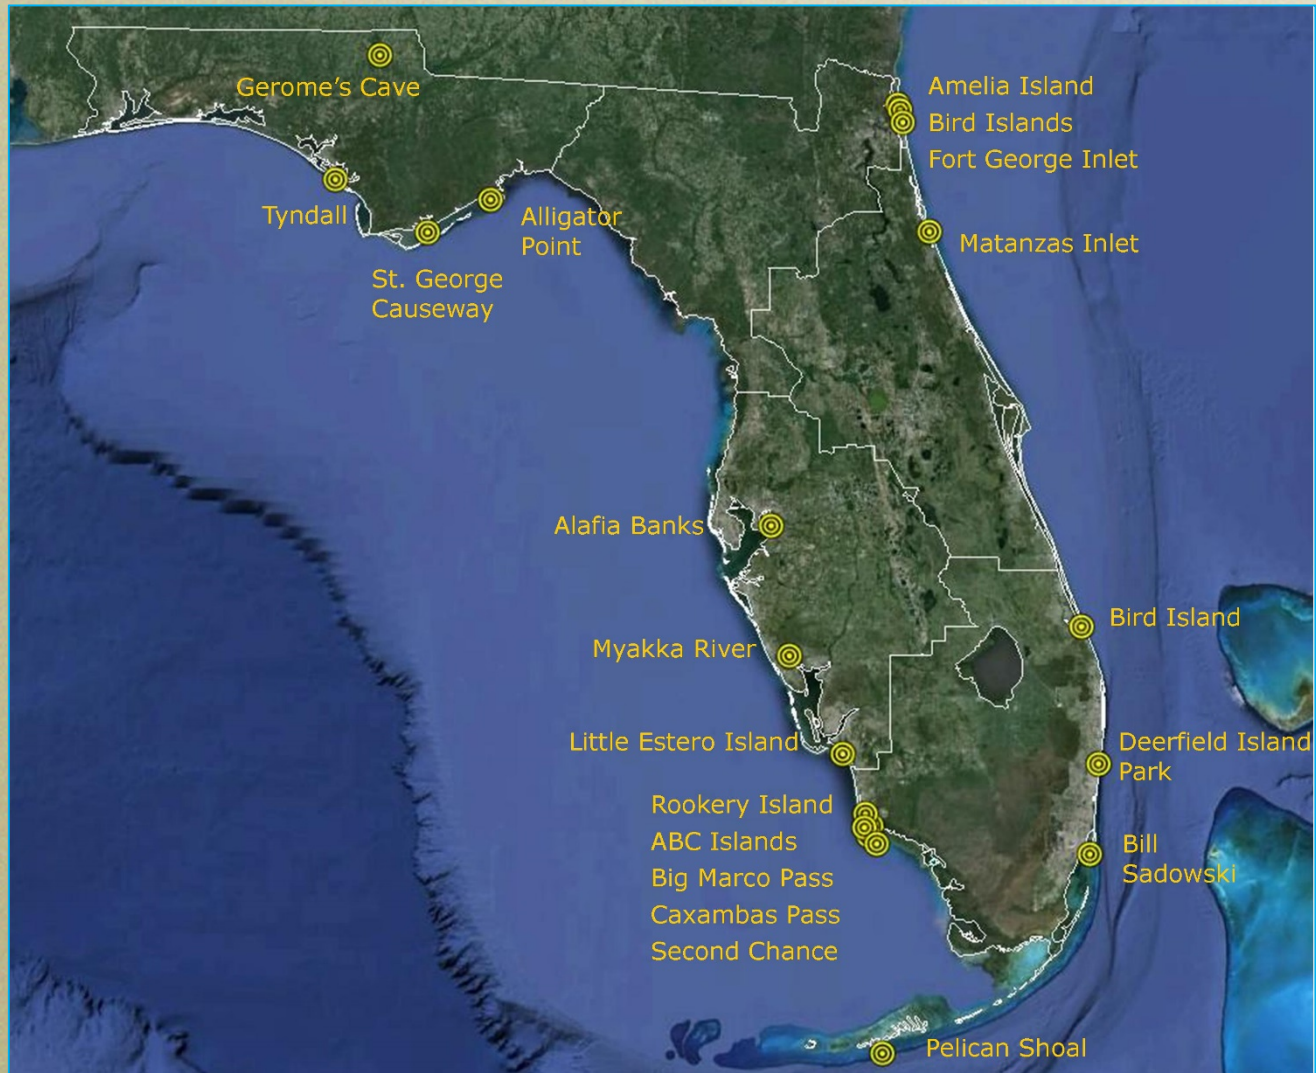 Gerome's Cave
Amelia Island
Bird Islands
Fort George Inlet
Tyndall
Alligator
Point
Matanzas Inlet
St. George
Causeway
Alafia Banks
Bird Island
Myakka River
Little Estero Island
Deerfield Island
Park
Rookery Island
ABC Islands
Big Marco Pass
Caxambas Pass
Second Chance
Bill
Sadowski
Pelican Shoal